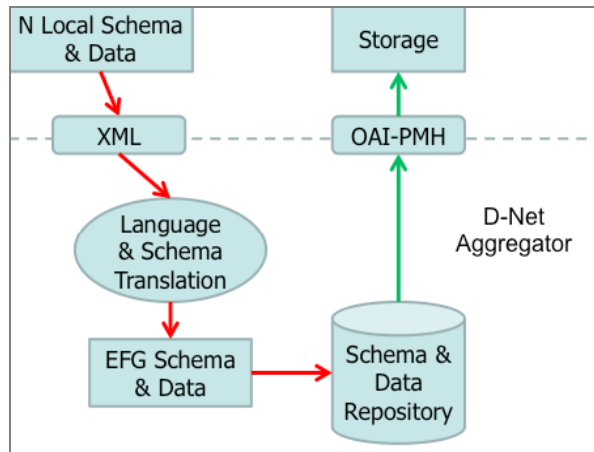 N Local Schema
& Data
Storage
XML
OAI-PMH
Language
& Schema
Translation
D-Net
Aggregator
EFG Schema
& Data
Schema &
Data
Repository